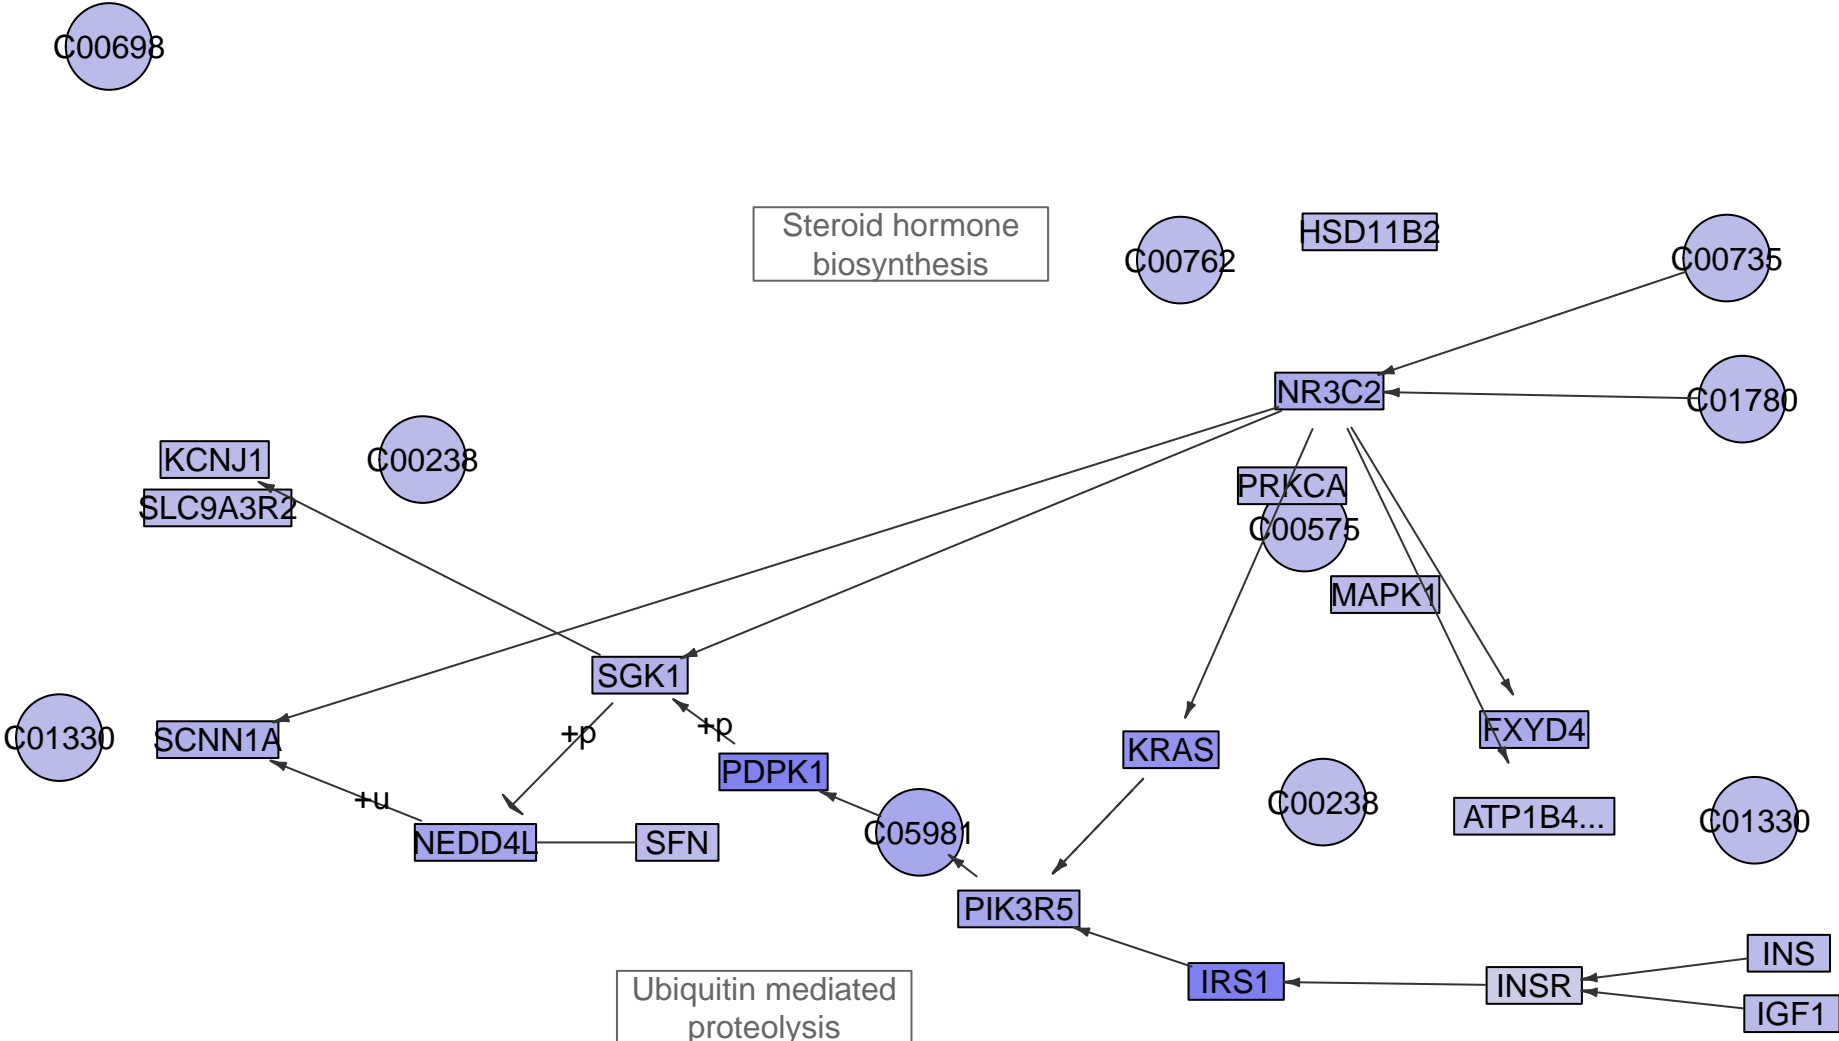 C00698
Steroid hormone
biosynthesis
C00762
HSD11B2
C00735
NR3C2
C01780
KCNJ1
C00238
SLC9A3R2
PRKCA
C00575
MAPK1
SGK1
C01330
SCNN1A
+p
+p
PDPK1
KRAS
FXYD4
+u
C00238
ATP1B4...
C01330
NEDD4L
SFN
C05981
PIK3R5
IRS1
INSR
INS
IGF1
Ubiquitin mediated
proteolysis